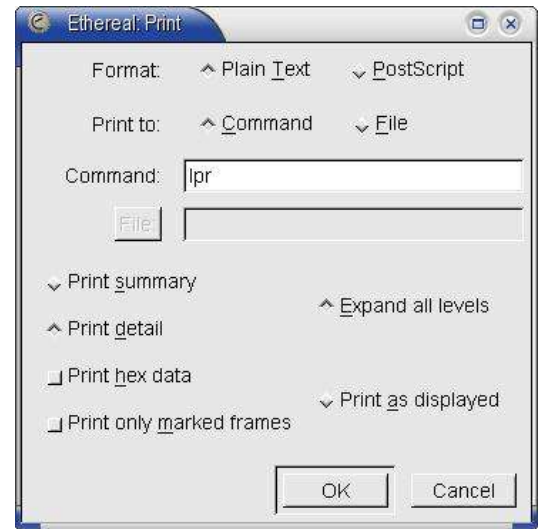 Ethereal: Print
Format: Plain Text PostScript
Print to: Command File
Command: lpr
File:
Print summary
Expand all levels
Print detail
Print hex data
Print as displayed
Print only marked frames
OK Cancel